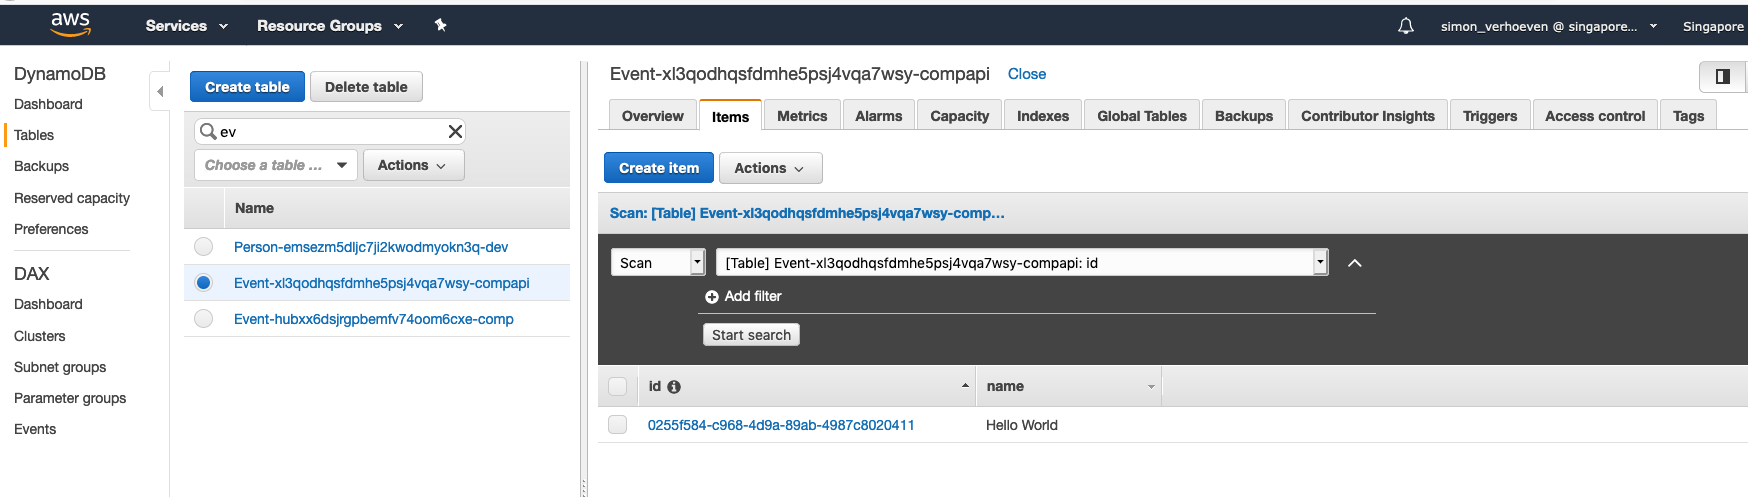 aws
Services
Resource Groups
simon_verhoeven @ singapore...
Singapore
DynamoDB
Dashboard
Tables
Backups
Reserved capacity
Preferences
DAX
Dashboard
Clusters
Subnet groups
Parameter groups
Events
Create table
Delete table
ev
Choose a table ...
Actions
Name
Person-emsezm5dljc7ji2kwodmyokn3q-dev
Event-xl3qodhqsfdmhe5psj4vqa7wsy-compapi
Event-hubxx6dsjrgpbemfv74oom6cxe-comp
Event-xl3qodhqsfdmhe5psj4vqa7wsy-compapi Close
Overview Items Metrics Alarms Capacity Indexes Global Tables Backups Contributor Insights Triggers Access control Tags
Create item
Actions
Scan: [Table] Event-xl3qodhqsfdmhe5psj4vqa7wsy-comp...
Scan
[Table] Event-xl3qodhqsfdmhe5psj4vqa7wsy-compapi: id
Add filter
Start search
id
name
0255f584-c968-4d9a-89ab-4987c8020411
Hello World